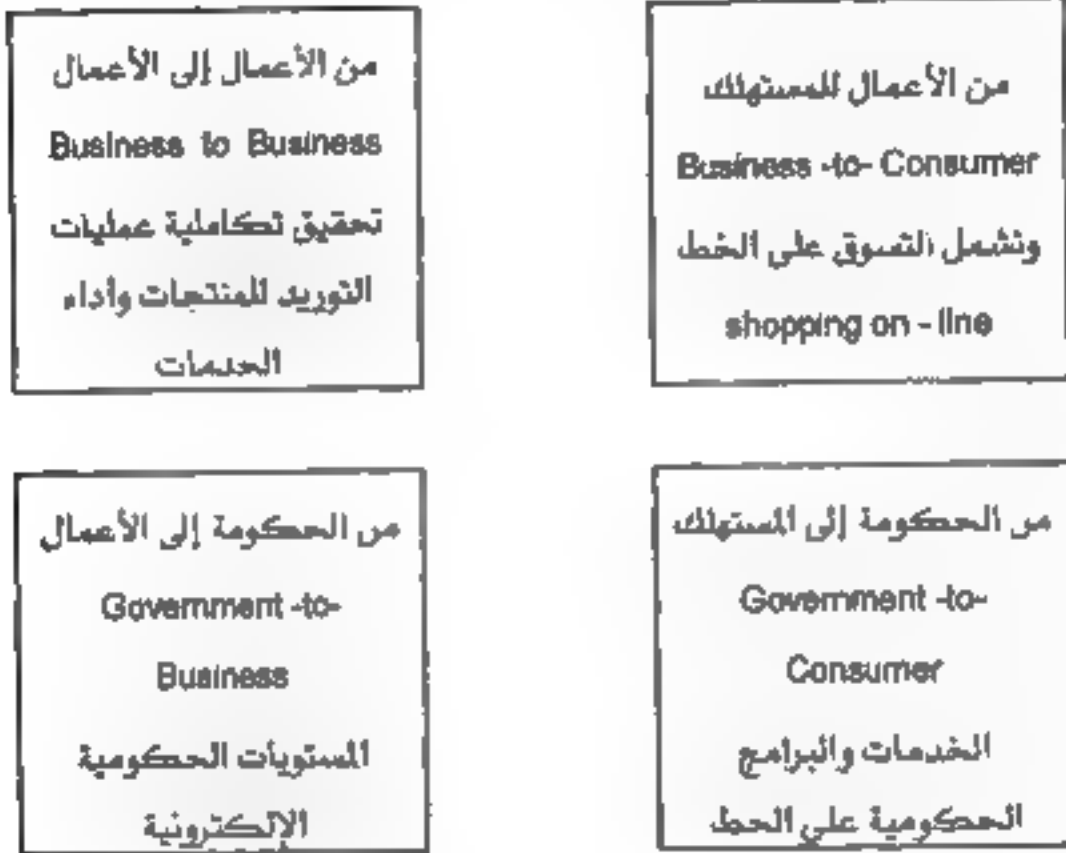 من الأعمال للمستهلك
Business -to- Consumer
وتشمل التسوق على الخط
shopping on - line
من الأعمال إلى الأعمال
Business to Business
تحقيق تكاملية عمليات
التوريد للمنتجات وأداء
الخدمات
من الحكومة إلى المستهلك
Government -to-
Consumer
الخدمات والبرامج
الحكومية على الخط
من الحكومة إلى الأعمال
Government -to-
Business
المستويات الحكومية
الإلكترونية